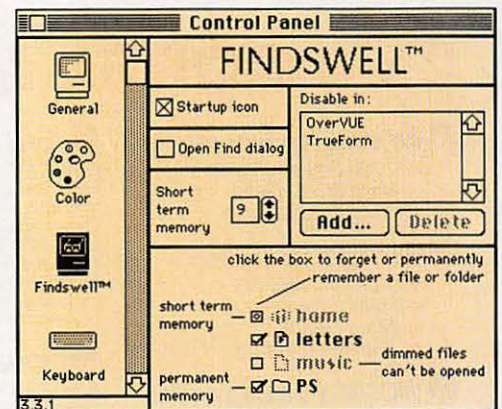 Control Panel
General
Color
Findswell™
Keyboard
3.3.1
FINDSWELL™
Startup icon
Open Find dialog
Short
term
memory
9
Disable in:
OverVUE
TrueForm
Add...
Delete
click the box to forget or permanently
remember a file or folder
short term
memory
home
letters
music
dimmed files
can't be opened
permanent
memory
PS